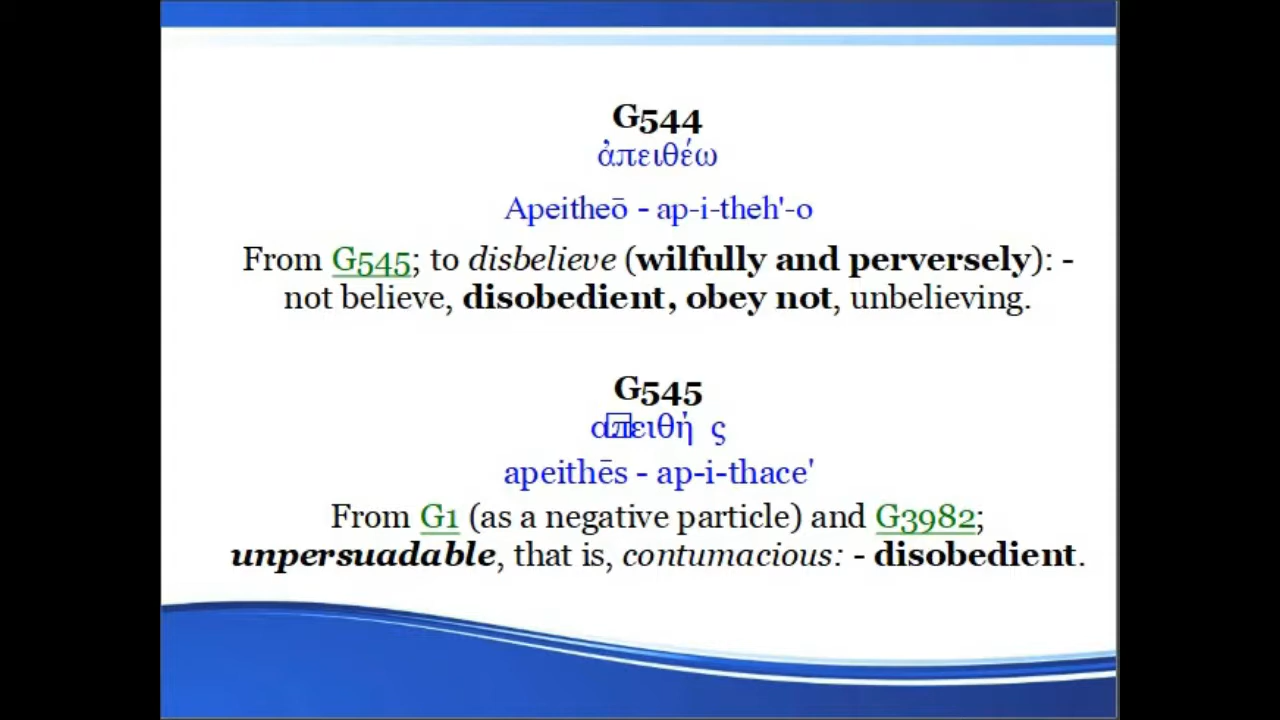 G544
ἀπειθέω
Apeitheō - ap-i-theh'-o
From G545; to disbelieve (wilfully and perversely): -
not believe, disobedient, obey not, unbelieving.
G545
απειθή ς
apeithēs - ap-i-thace'
From G1 (as a negative particle) and G3982;
unpersuadable, that is, contumacious: - disobedient.